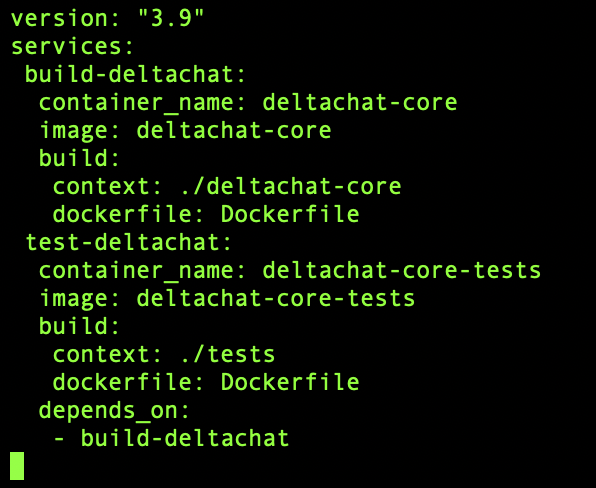 version: "3.9"
services:
 build-deltachat:
  container_name: deltachat-core
  image: deltachat-core
  build:
   context: ./deltachat-core
   dockerfile: Dockerfile
 test-deltachat:
  container_name: deltachat-core-tests
  image: deltachat-core-tests
  build:
   context: ./tests
   dockerfile: Dockerfile
  depends_on:
   - build-deltachat